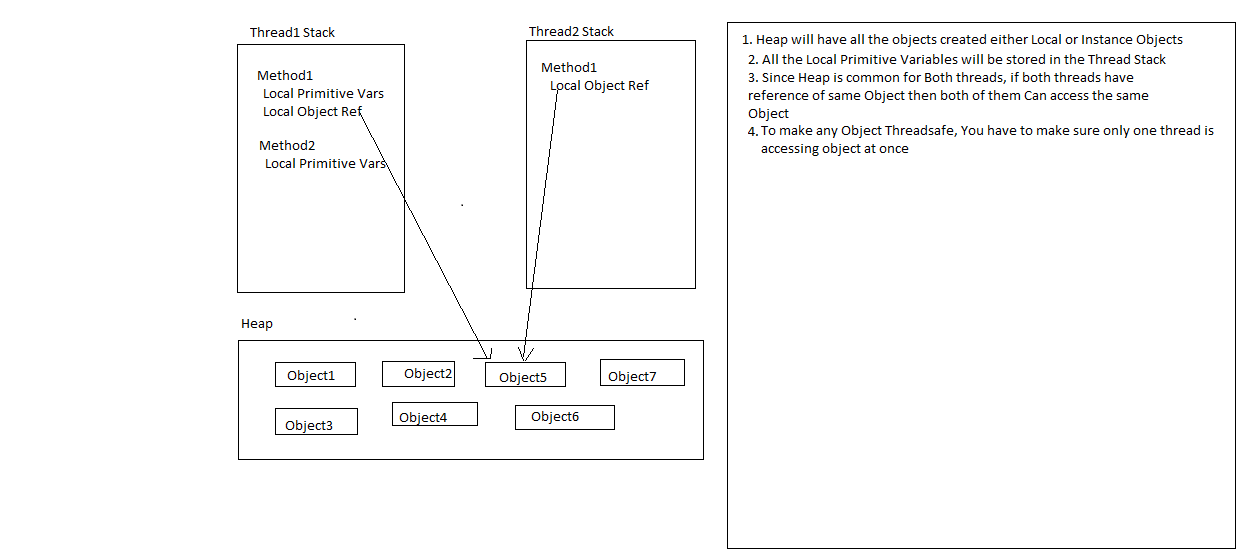 Thread1 Stack
Method1
Local Primitive Vars
Local Object Ref
Method2
Local Primitive Vars
Thread2 Stack
Method1
Local Object Ref
Heap
Object1
Object2
Object5
Object7
Object3
Object4
Object6
1. Heap will have all the objects created either Local or Instance Objects
2. All the Local Primitive Variables will be stored in the Thread Stack
3. Since Heap is common for Both threads, if both threads have
reference of same Object then both of them Can access the same
Object
4. To make any Object Threadsafe, You have to make sure only one thread is
accessing object at once